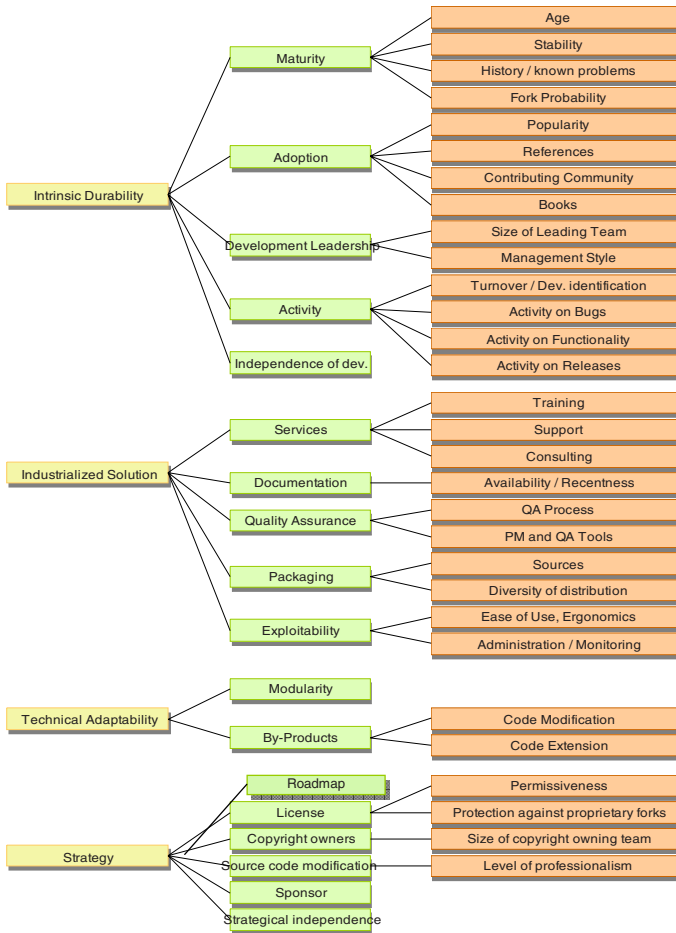 Intrinsic Durability
Maturity
Age
Stability
History / known problems
Fork Probability
Adoption
Popularity
References
Contributing Community
Books
Development Leadership
Size of Leading Team
Management Style
Activity
Turnover / Dev. identification
Activity on Bugs
Activity on Functionality
Activity on Releases
Independence of dev.
Industrialized Solution
Services
Training
Support
Consulting
Documentation
Availability / Recentness
Quality Assurance
QA Process
PM and QA Tools
Packaging
Sources
Diversity of distribution
Exploitability
Ease of Use, Ergonomics
Administration / Monitoring
Technical Adaptability
Modularity
By-Products
Code Modification
Code Extension
Strategy
Roadmap
License
Permissiveness
Protection against proprietary forks
Copyright owners
Size of copyright owning team
Source code modification
Level of professionalism
Sponsor
Strategical independence